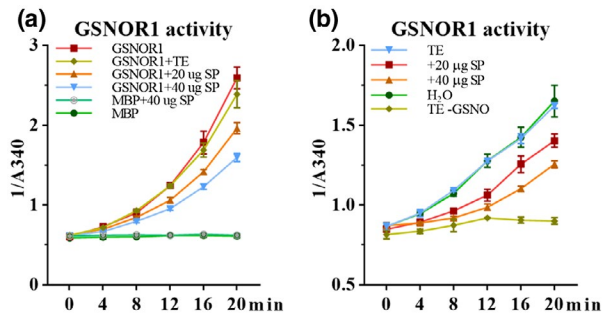 (a)
GSNOR1 activity
GSNOR1
GSNOR1+TE
GSNOR1+20 ug SP
GSNOR1+40 ug SP
MBP+40 ug SP
MBP
1/A340
3
2
1
0
0 4 8 12 16 20 min
(b)
GSNOR1 activity
TE
+20 μg SP
+40 μg SP
H₂O
TE -GSNO
1/A340
2.0
1.5
1.0
0.5
0 4 8 12 16 20 min